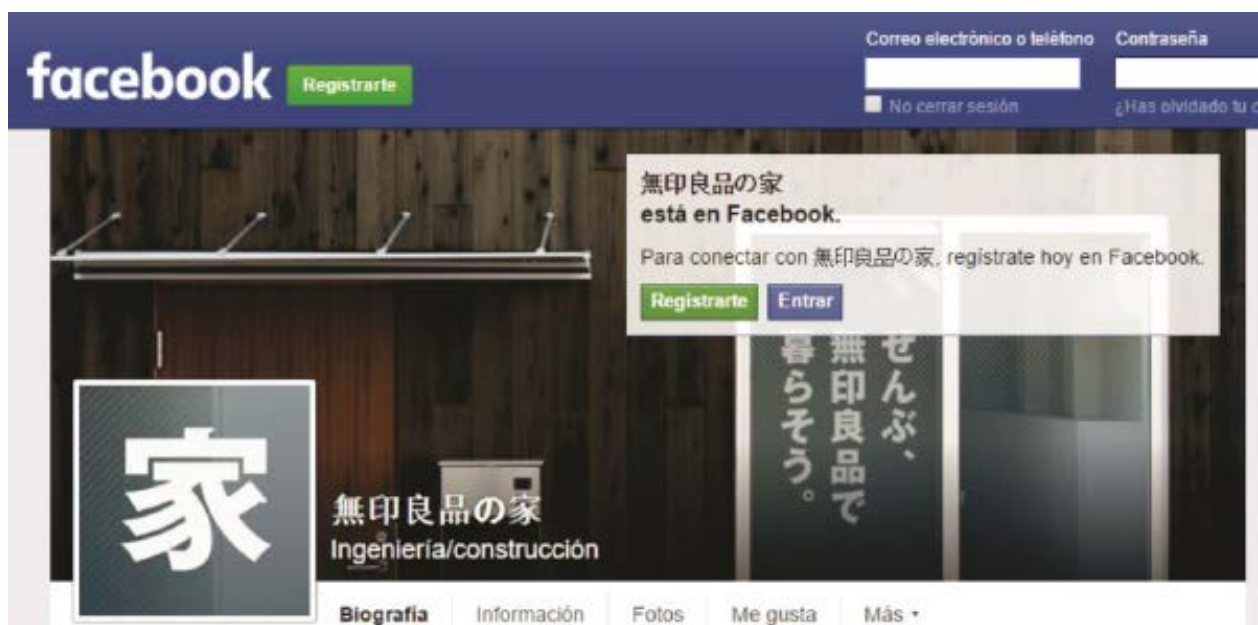 facebook
Registrarte
Correo electrónico o teléfono
Contraseña
No cerrar sesión
¿Has olvidado tu c
無印良品の家
está en Facebook.
Para conectar con 無印良品の家, regístrate hoy en Facebook.
Registrarte
Entrar
ぜんぶ、
無印良品で
暮らそう。
家
無印良品の家
Ingeniería/construcción
Biografía
Información
Fotos
Me gusta
Más